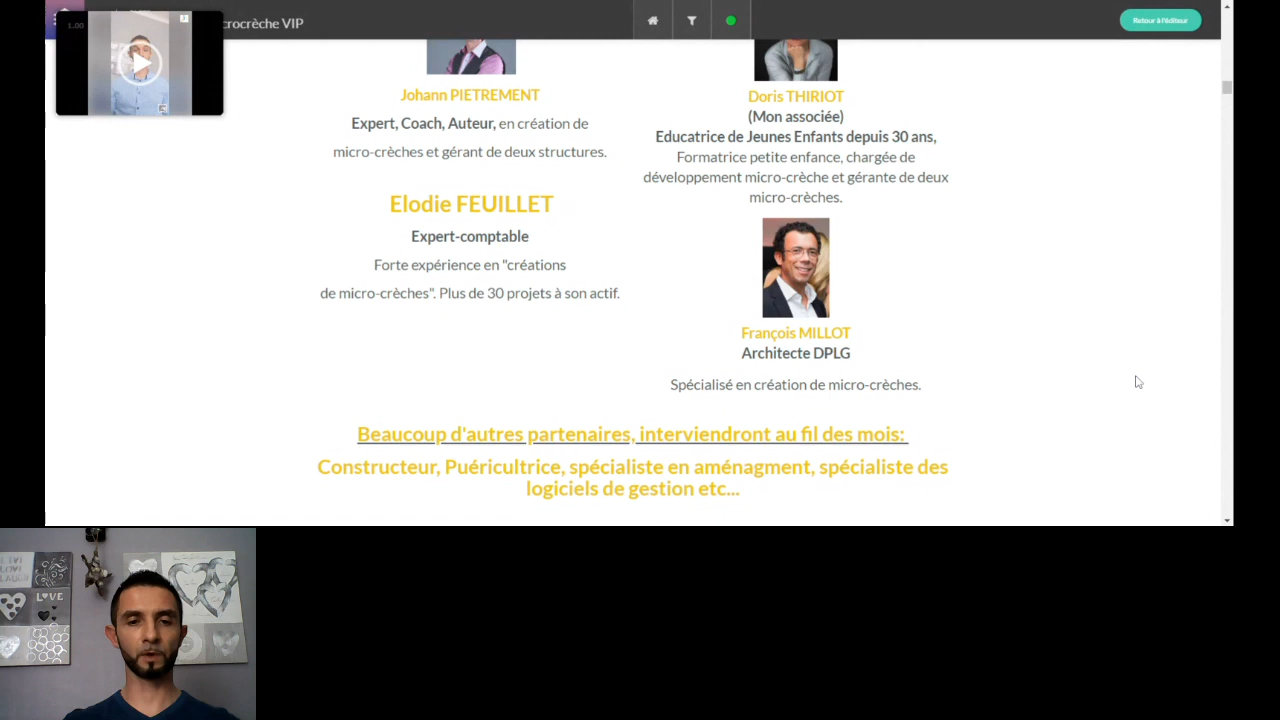 1.00
crocrèche VIP
Retour à l'éditeur
Johann PIETREMENT
Expert, Coach, Auteur, en création de
micro-crèches et gérant de deux structures.
Elodie FEUILLET
Expert-comptable
Forte expérience en "créations
de micro-crèches". Plus de 30 projets à son actif.
Doris THIRIOT
(Mon associée)
Educatrice de Jeunes Enfants depuis 30 ans,
Formatrice petite enfance, chargée de
développement micro-crèche et gérante de deux
micro-crèches.
François MILLOT
Architecte DPLG
Spécialisé en création de micro-crèches.
Beaucoup d'autres partenaires, interviendront au fil des mois:
Constructeur, Puéricultrice, spécialiste en aménagment, spécialiste des
logiciels de gestion etc...
LOVE